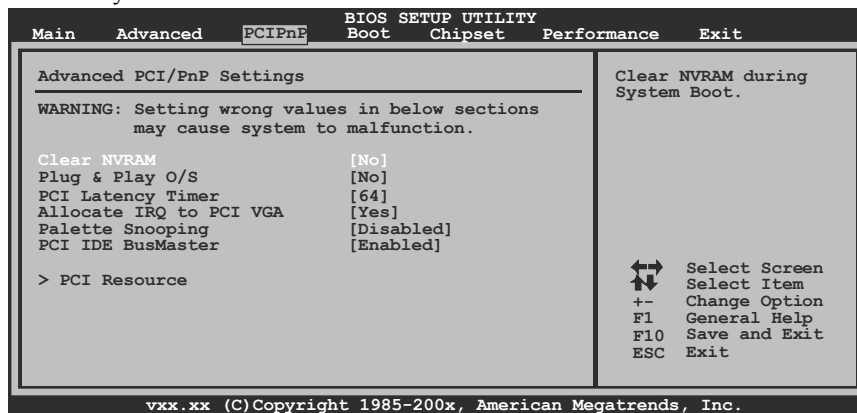 BIOS SETUP UTILITY
Main Advanced PCIPnP Boot Chipset Performance Exit
Advanced PCI/PnP Settings
WARNING: Setting wrong values in below sections
may cause system to malfunction.
Clear NVRAM [No]
Plug & Play O/S [No]
PCI Latency Timer [64]
Allocate IRQ to PCI VGA [Yes]
Palette Snooping [Disabled]
PCI IDE BusMaster [Enabled]
> PCI Resource
Clear NVRAM during
System Boot.
Select Screen
Select Item
+- Change Option
F1 General Help
F10 Save and Exit
ESC Exit
vxx.xx (C)Copyright 1985-200x, American Megatrends, Inc.